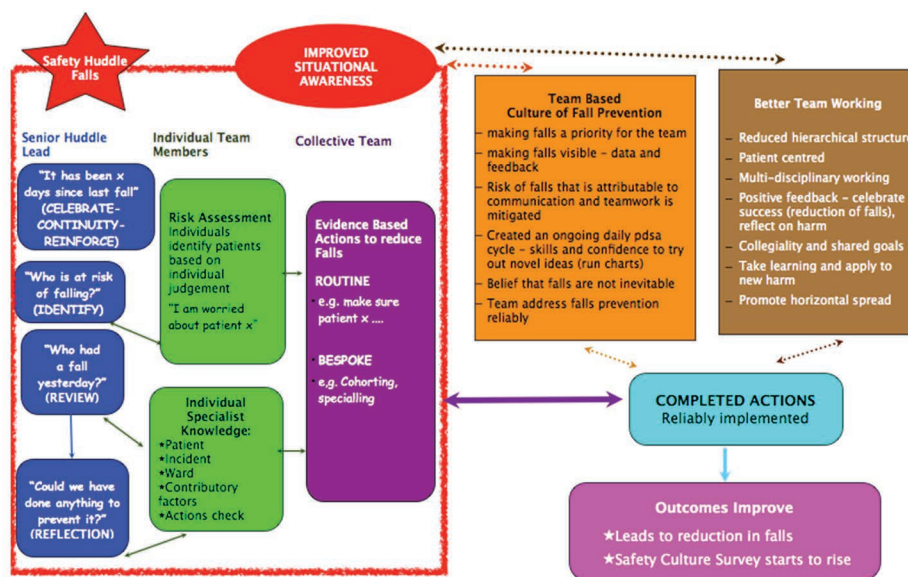 Safety Huddle
Falls
IMPROVED
SITUATIONAL
AWARENESS
Senior Huddle
Lead
Individual Team
Members
Collective Team
"It has been x
days since last fall"
(CELEBRATE-
CONTINUITY-
REINFORCE)
"Who is at risk
of falling?"
(IDENTIFY)
"Who had
a fall
yesterday?"
(REVIEW)
"Could we have
done anything to
prevent it?"
(REFLECTION)
Risk Assessment
Individuals
identify patients
based on
individual
judgement
"I am worried
about patient x"
Individual
Specialist
Knowledge:
★Patient
★Incident
★Ward
★Contributory
factors
★Actions check
Evidence Based
Actions to reduce
Falls
ROUTINE
• e.g. make sure
patient x ....
BESPOKE
• e.g. Cohorting,
specialling
Team Based
Culture of Fall Prevention
– making falls a priority for the team
– making falls visible – data and
feedback
– Risk of falls that is attributable to
communication and teamwork is
mitigated
– Created an ongoing daily pdsa
cycle – skills and confidence to try
out novel ideas (run charts)
– Belief that falls are not inevitable
– Team address falls prevention
reliably
Better Team Working
– Reduced hierarchical structure
– Patient centred
– Multi-disciplinary working
– Positive feedback – celebrate
success (reduction of falls),
reflect on harm
– Collegiality and shared goals
– Take learning and apply to
new harm
– Promote horizontal spread
COMPLETED ACTIONS
Reliably implemented
Outcomes Improve
★Leads to reduction in falls
★Safety Culture Survey starts to rise